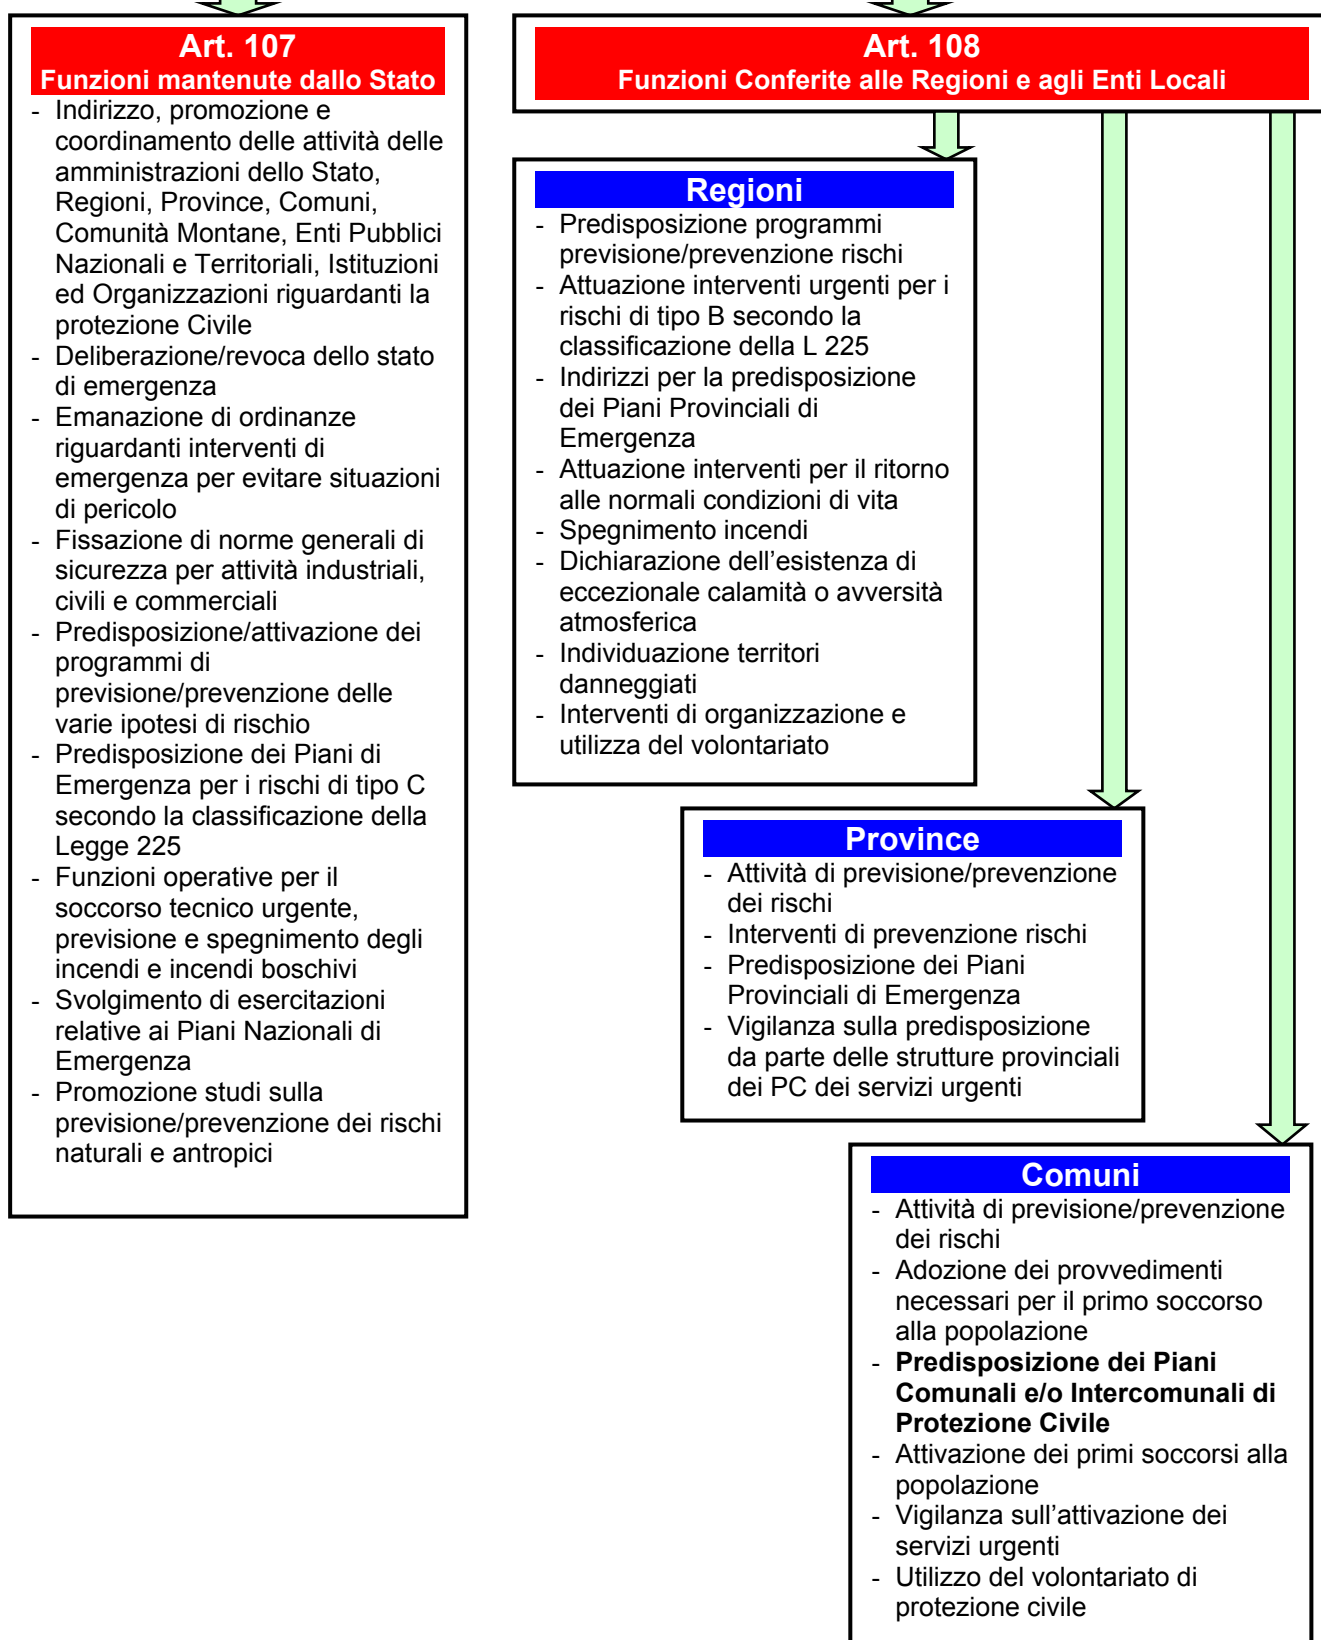 Art. 107
Funzioni mantenute dallo Stato
- Indirizzo, promozione e
coordinamento delle attività delle
amministrazioni dello Stato,
Regioni, Province, Comuni,
Comunità Montane, Enti Pubblici
Nazionali e Territoriali, Istituzioni
ed Organizzazioni riguardanti la
protezione Civile
- Deliberazione/revoca dello stato
di emergenza
- Emanazione di ordinanze
riguardanti interventi di
emergenza per evitare situazioni
di pericolo
- Fissazione di norme generali di
sicurezza per attività industriali,
civili e commerciali
- Predisposizione/attivazione dei
programmi di
previsione/prevenzione delle
varie ipotesi di rischio
- Predisposizione dei Piani di
Emergenza per i rischi di tipo C
secondo la classificazione della
Legge 225
- Funzioni operative per il
soccorso tecnico urgente,
previsione e spegnimento degli
incendi e incendi boschivi
- Svolgimento di esercitazioni
relative ai Piani Nazionali di
Emergenza
- Promozione studi sulla
previsione/prevenzione dei rischi
naturali e antropici
Art. 108
Funzioni Conferite alle Regioni e agli Enti Locali
Regioni
- Predisposizione programmi
previsione/prevenzione rischi
- Attuazione interventi urgenti per i
rischi di tipo B secondo la
classificazione della L 225
- Indirizzi per la predisposizione
dei Piani Provinciali di
Emergenza
- Attuazione interventi per il ritorno
alle normali condizioni di vita
- Spegnimento incendi
- Dichiarazione dell’esistenza di
eccezionale calamità o avversità
atmosferica
- Individuazione territori
danneggiati
- Interventi di organizzazione e
utilizza del volontariato
Province
- Attività di previsione/prevenzione
dei rischi
- Interventi di prevenzione rischi
- Predisposizione dei Piani
Provinciali di Emergenza
- Vigilanza sulla predisposizione
da parte delle strutture provinciali
dei PC dei servizi urgenti
Comuni
- Attività di previsione/prevenzione
dei rischi
- Adozione dei provvedimenti
necessari per il primo soccorso
alla popolazione
- Predisposizione dei Piani
Comunali e/o Intercomunali di
Protezione Civile
- Attivazione dei primi soccorsi alla
popolazione
- Vigilanza sull’attivazione dei
servizi urgenti
- Utilizzo del volontariato di
protezione civile